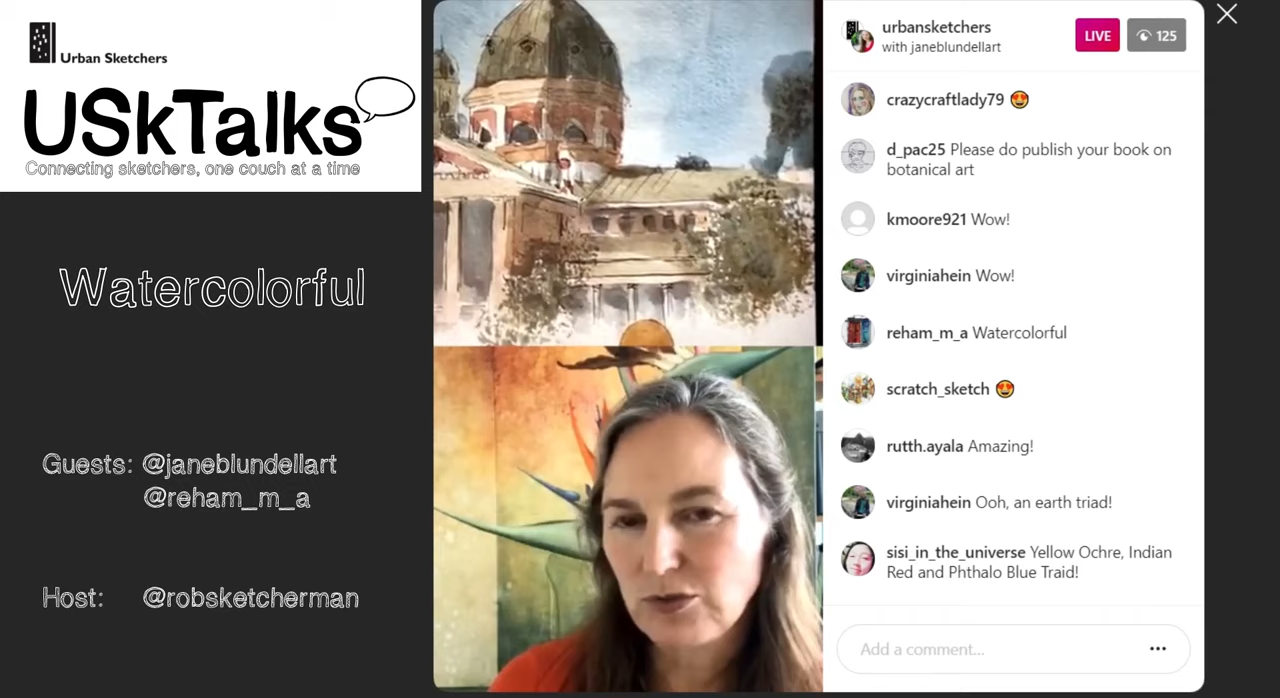 Urban Sketchers
USkTalks
Connecting sketchers, one couch at a time
Watercolorful
Guests: @janeblundellart
@reham_m_a
Host: @robsketcherman
urbansketchers
with janeblundellart
LIVE
125
crazycraftlady79 😍
d_pac25 Please do publish your book on
botanical art
kmoore921 Wow!
virginiahein Wow!
reham_m_a Watercolorful
scratch_sketch 😍
rutth.ayala Amazing!
virginiahein Ooh, an earth triad!
sisi_in_the_universe Yellow Ochre, Indian
Red and Phthalo Blue Traid!
Add a comment...